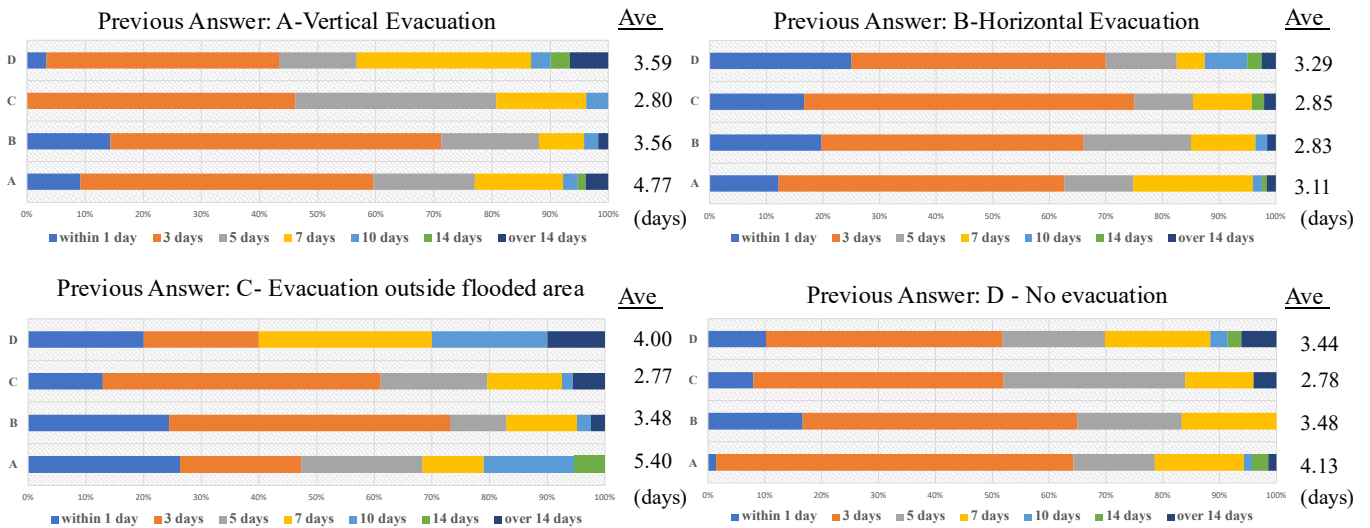 Previous Answer: A-Vertical Evacuation
Ave
D
3.59
C
2.80
B
3.56
A
4.77
0% 10% 20% 30% 40% 50% 60% 70% 80% 90% 100%
(days)
within 1 day 3 days 5 days 7 days 10 days 14 days over 14 days
Previous Answer: B-Horizontal Evacuation
Ave
D
3.29
C
2.85
B
2.83
A
3.11
0% 10% 20% 30% 40% 50% 60% 70% 80% 90% 100%
(days)
within 1 day 3 days 5 days 7 days 10 days 14 days over 14 days
Previous Answer: C- Evacuation outside flooded area
Ave
D
4.00
C
2.77
B
3.48
A
5.40
0% 10% 20% 30% 40% 50% 60% 70% 80% 90% 100%
(days)
within 1 day 3 days 5 days 7 days 10 days 14 days over 14 days
Previous Answer: D - No evacuation
Ave
D
3.44
C
2.78
B
3.48
A
4.13
0% 10% 20% 30% 40% 50% 60% 70% 80% 90% 100%
(days)
within 1 day 3 days 5 days 7 days 10 days 14 days over 14 days